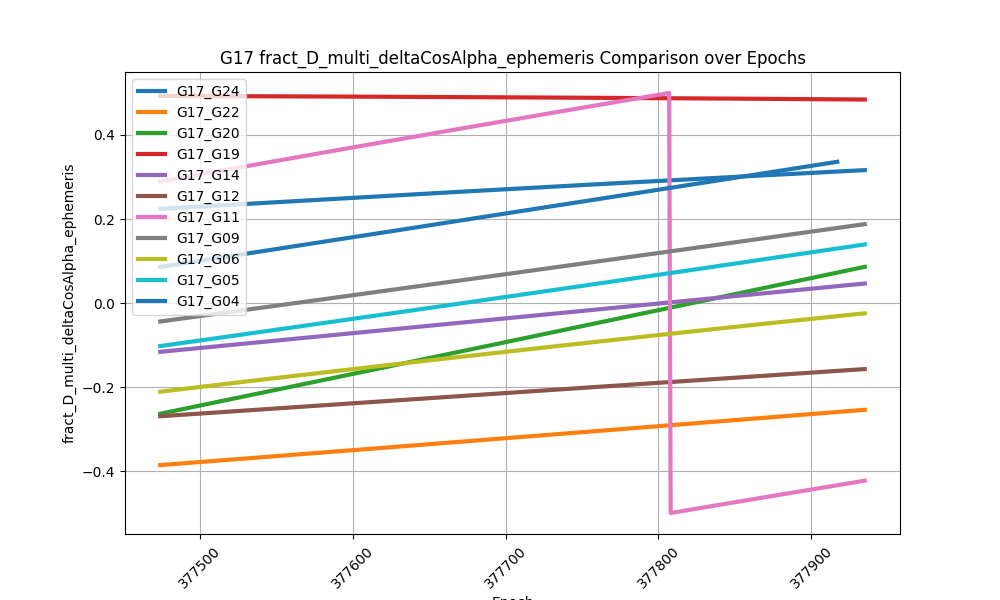 G17 fract_D_multi_deltaCosAlpha_ephemeris Comparison over Epochs
fract_D_multi_deltaCosAlpha_ephemeris
0.4
0.2
0.0
−0.2
−0.4
G17_G24
G17_G22
G17_G20
G17_G19
G17_G14
G17_G12
G17_G11
G17_G09
G17_G06
G17_G05
G17_G04
377500
377600
377700
377800
377900
Epoch